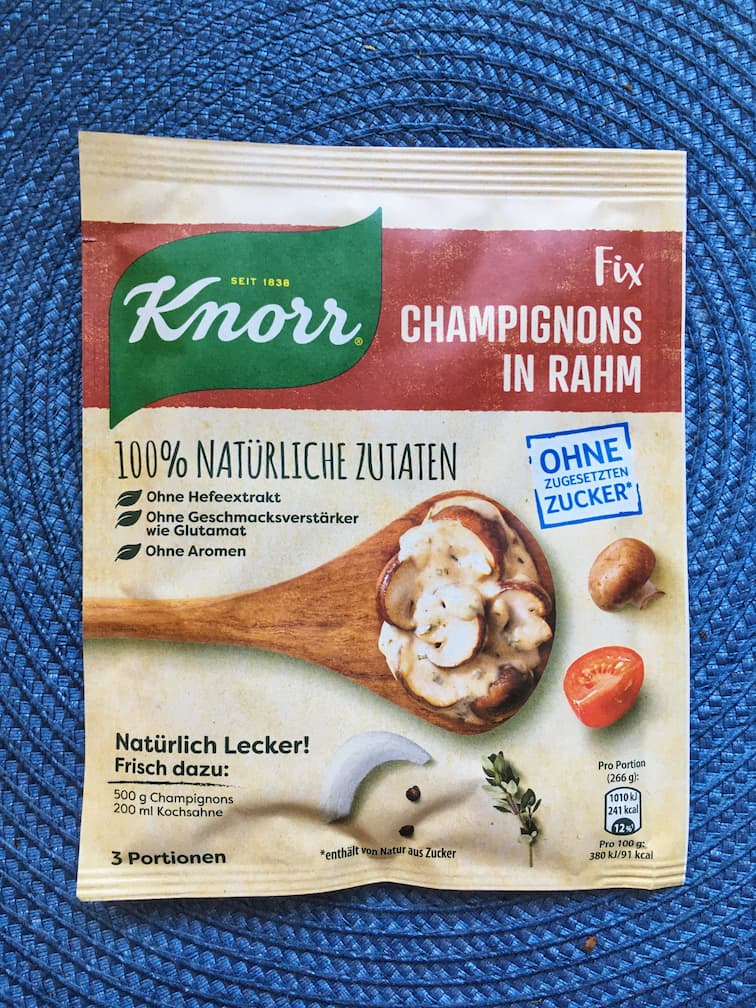 SEIT 1838
Knorr®
Fix
CHAMPIGNONS
IN RAHM
100% NATÜRLICHE ZUTATEN
Ohne Hefeextrakt
Ohne Geschmacksverstärker
wie Glutamat
Ohne Aromen
OHNE
ZUGESETZTEN
ZUCKER*
Natürlich Lecker!
Frisch dazu:
500 g Champignons
200 ml Kochsahne
3 Portionen
*enthält von Natur aus Zucker
Pro Portion
(266 g):
1010 kJ
241 kcal
12%¹
Pro 100 g:
380 kJ/91 kcal